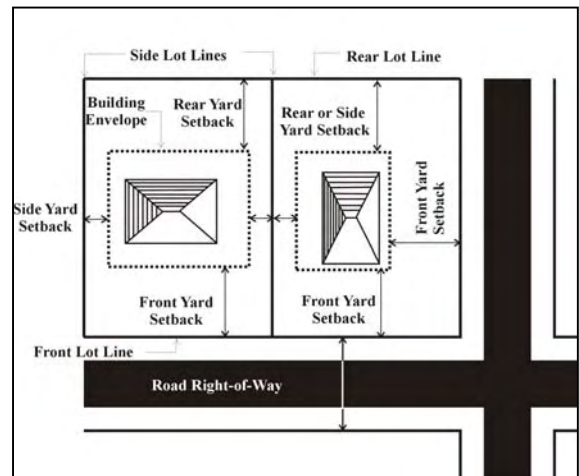 Side Lot Lines
Rear Lot Line
Building
Envelope
Rear Yard
Setback
Rear or Side
Yard Setback
Side Yard
Setback
Front Yard
Setback
Front Yard
Setback
Front Yard
Setback
Front Lot Line
Road Right-of-Way